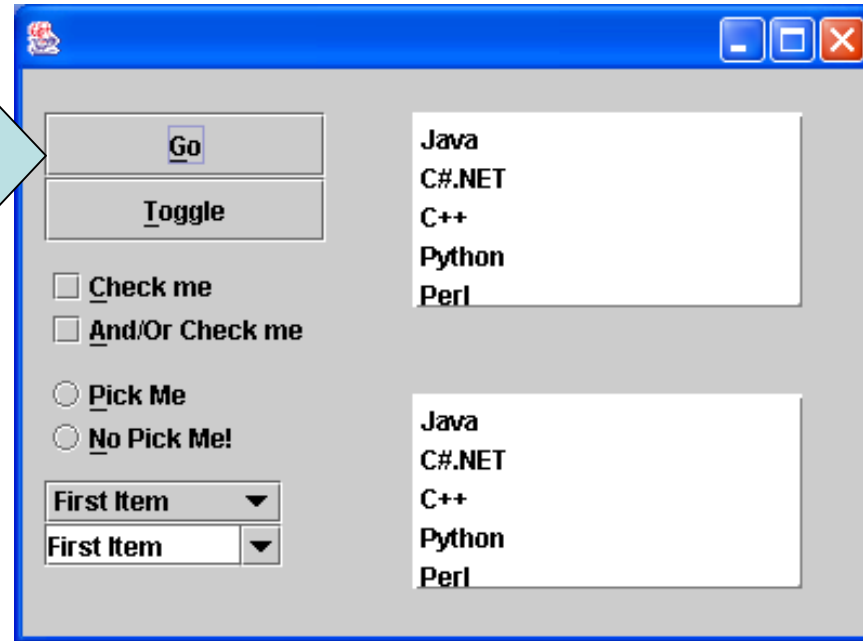 Go
Toggle
Check me
And/Or Check me
Pick Me
No Pick Me!
First Item
First Item
Java
C#.NET
C++
Python
Perl
Java
C#.NET
C++
Python
Perl